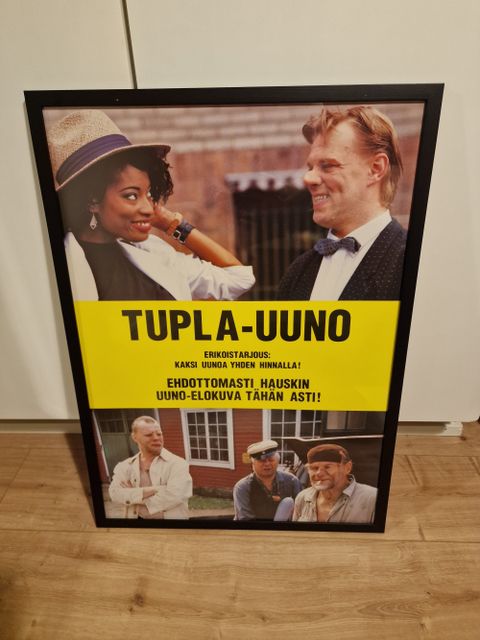 TUPLA-UUNO
ERIKOISTARJOUS:
KAKSI UUNOA YHDEN HINNALLA!
EHDOTTOMASTI HAUSKIN
UUNO-ELOKUVA TÄHÄN ASTI!